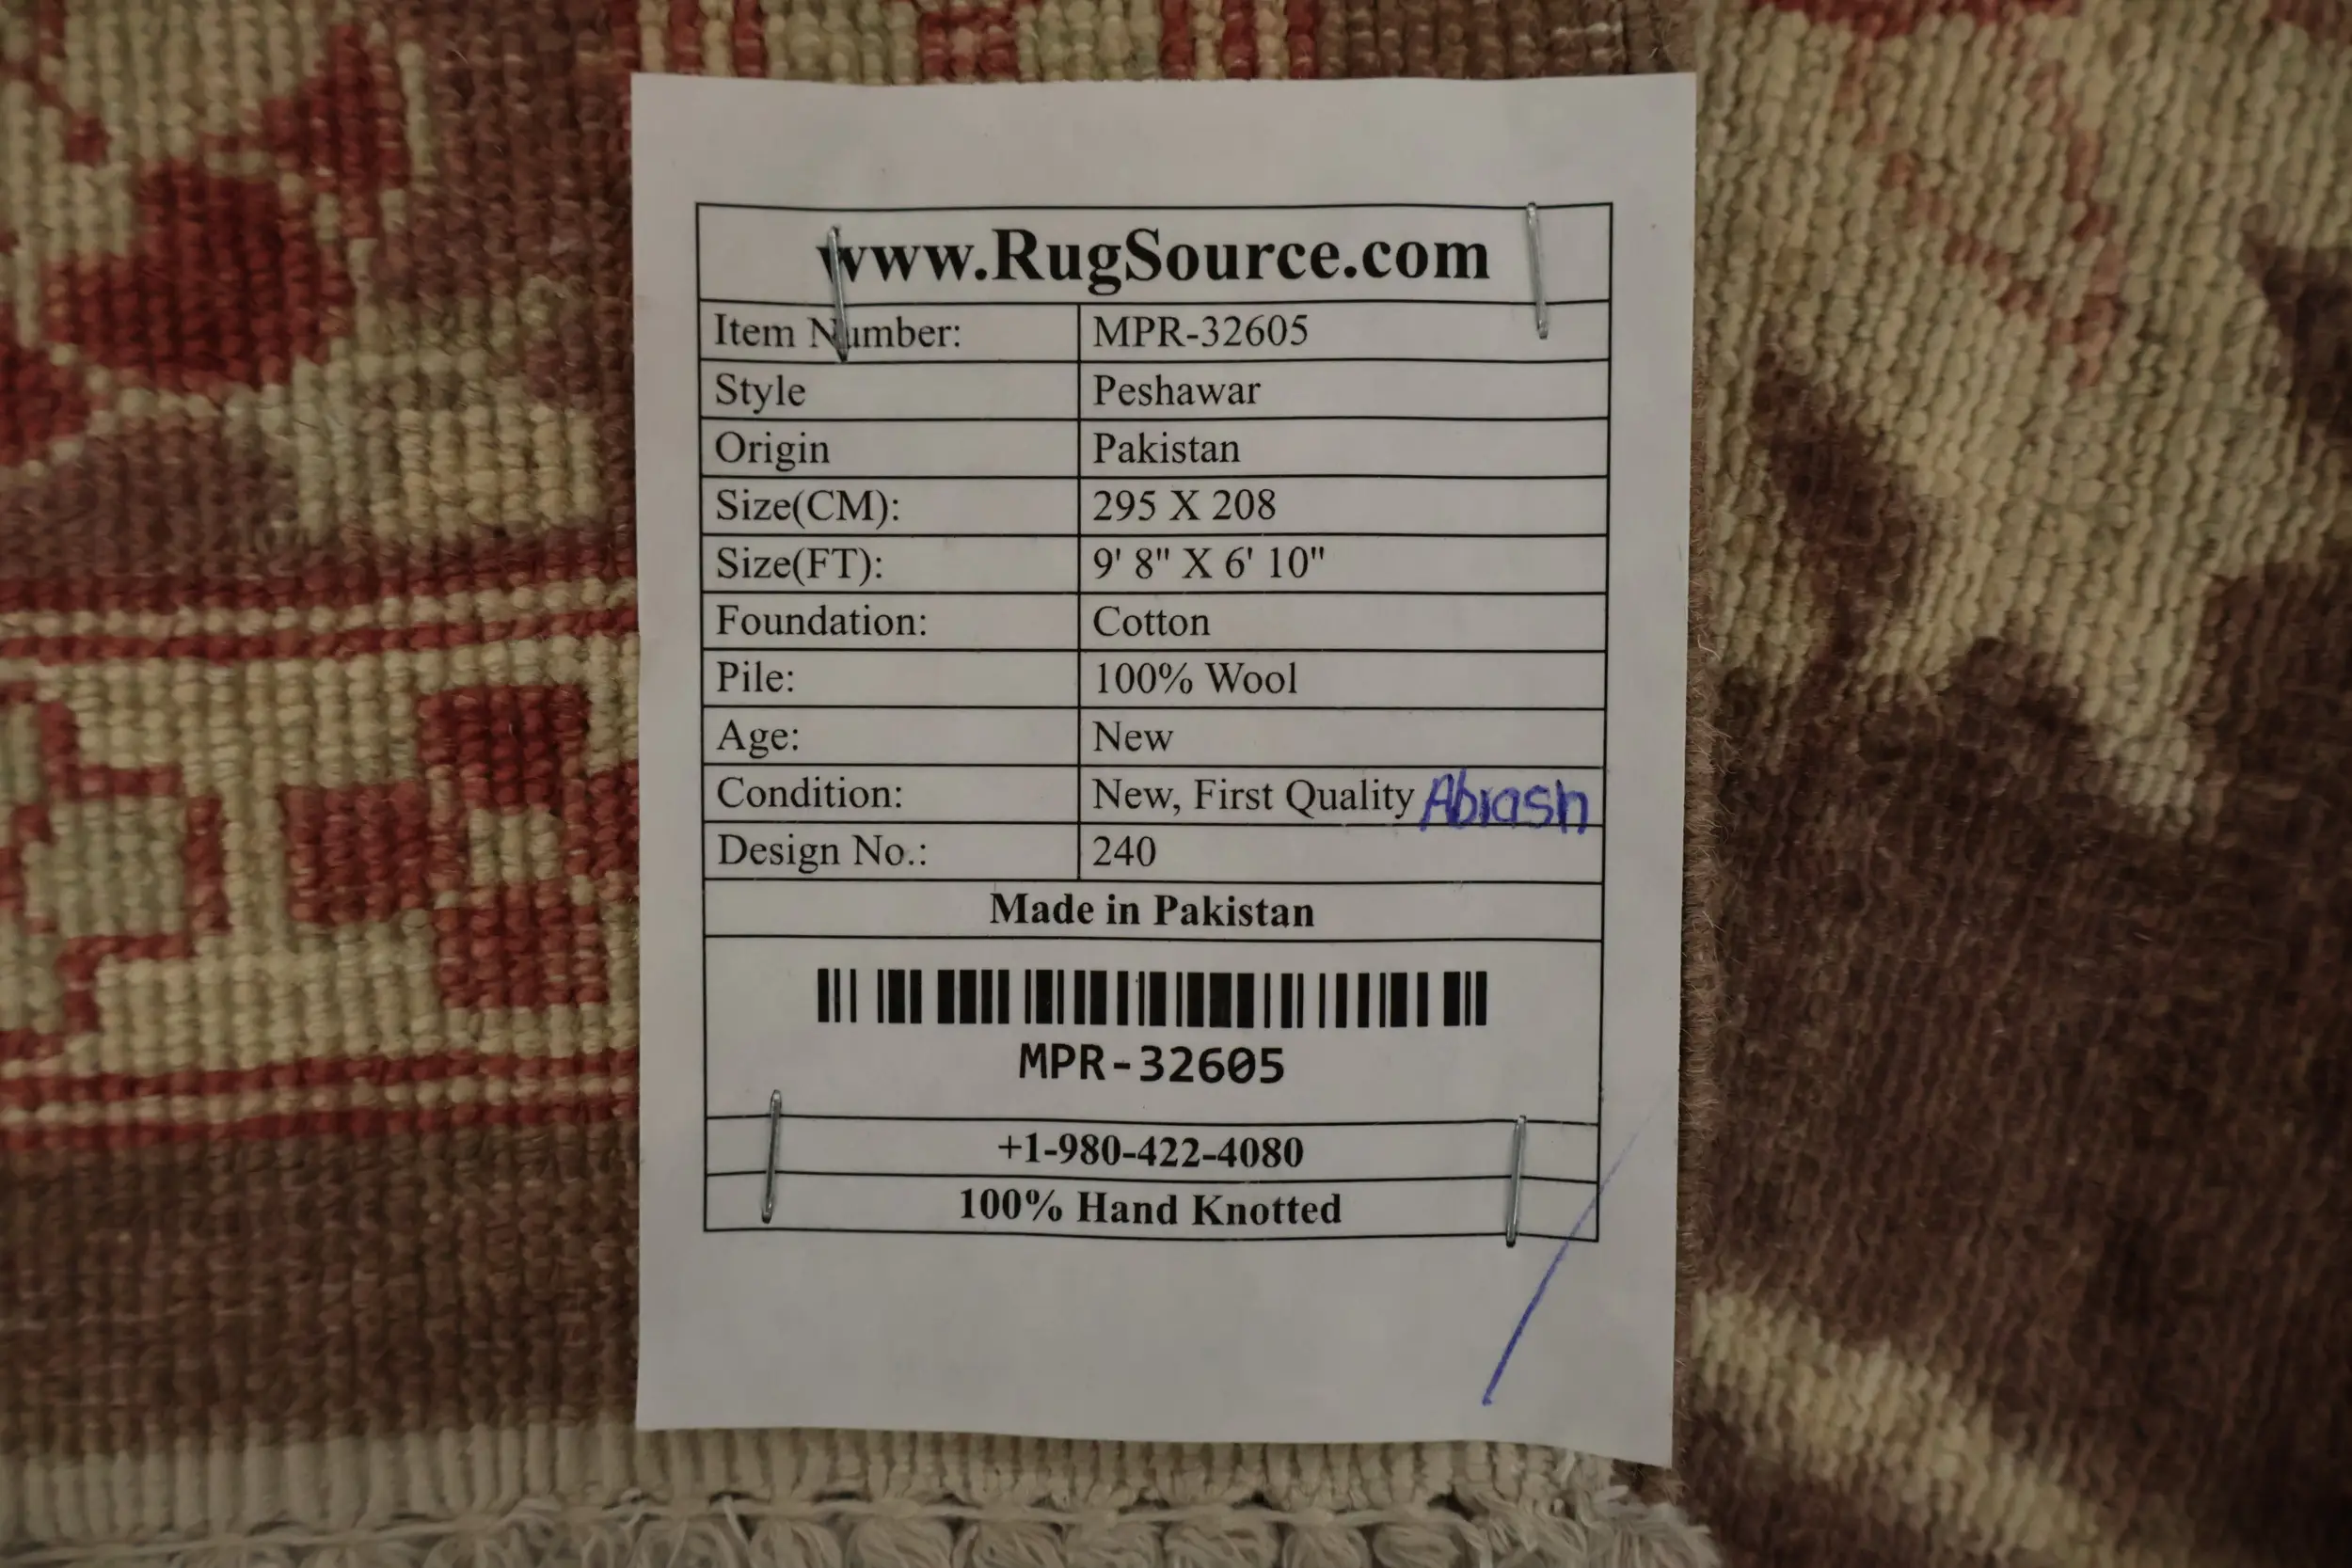 www.RugSource.com
Item Number: MPR-32605
Style Peshawar
Origin Pakistan
Size(CM): 295 X 208
Size(FT): 9' 8" X 6' 10"
Foundation: Cotton
Pile: 100% Wool
Age: New
Condition: New, First Quality Abrash
Design No.: 240
Made in Pakistan
MPR-32605
+1-980-422-4080
100% Hand Knotted